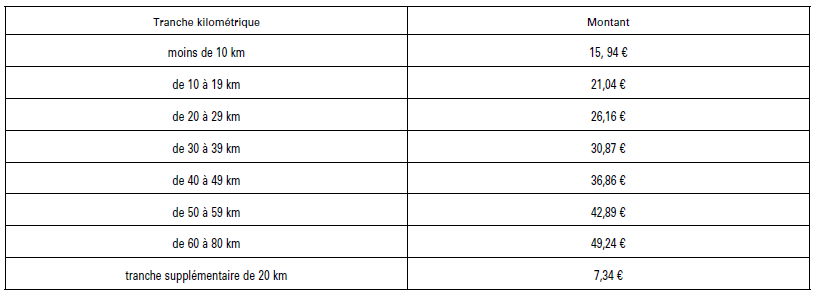 Tranche kilométrique Montant
moins de 10 km 15, 94 €
de 10 à 19 km 21,04 €
de 20 à 29 km 26,16 €
de 30 à 39 km 30,87 €
de 40 à 49 km 36,86 €
de 50 à 59 km 42,89 €
de 60 à 80 km 49,24 €
tranche supplémentaire de 20 km 7,34 €